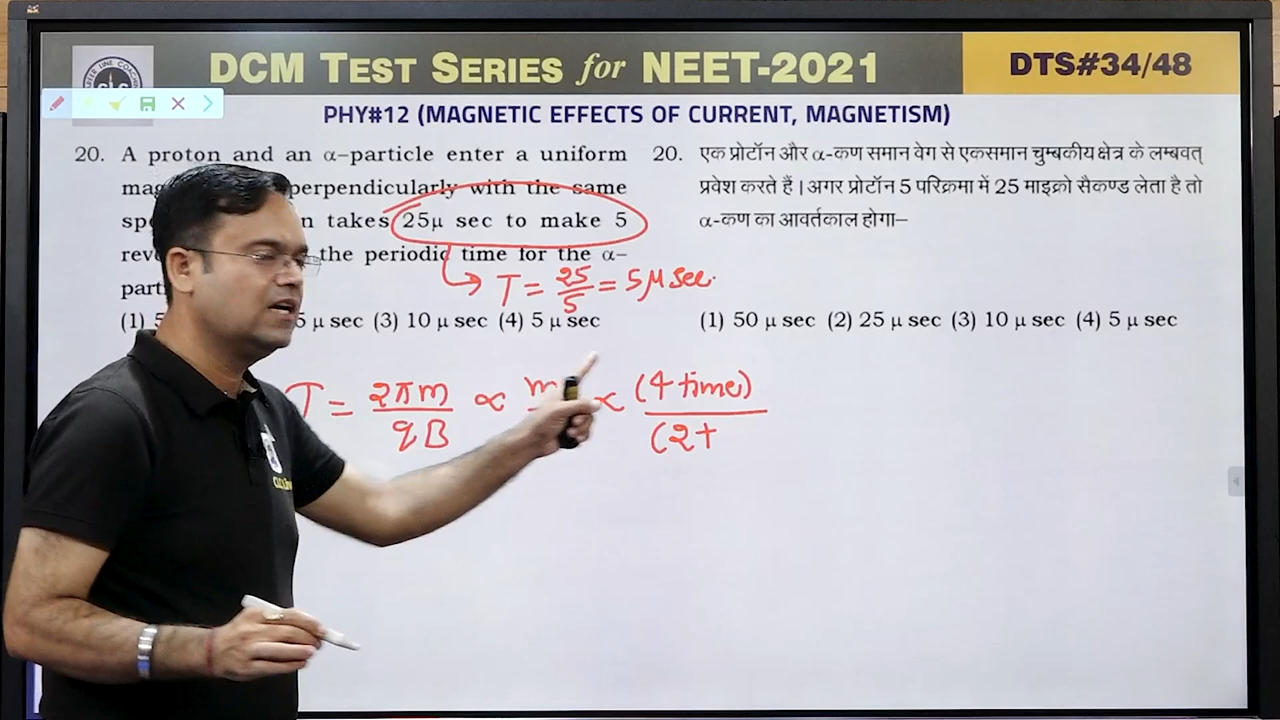 DCM TEST SERIES for NEET-2021
DTS#34/48
PHY#12 (MAGNETIC EFFECTS OF CURRENT, MAGNETISM)
20. A proton and an α–particle enter a uniform
perpendicularly with the same
takes 25μ sec to make 5
the periodic time for the α–
T = 25/5 = 5μ sec.
(1) μ sec (3) 10 μ sec (4) 5 μ sec
T = 2πm/qB ∝ m ∝ (4 time)/(2t
20. एक प्रोटॉन और α-कण समान वेग से एकसमान चुम्बकीय क्षेत्र के लम्बवत्
प्रवेश करते हैं। अगर प्रोटॉन 5 परिक्रमा में 25 माइक्रो सैकण्ड लेता है तो
α-कण का आवर्तकाल होगा–
(1) 50 μ sec (2) 25 μ sec (3) 10 μ sec (4) 5 μ sec